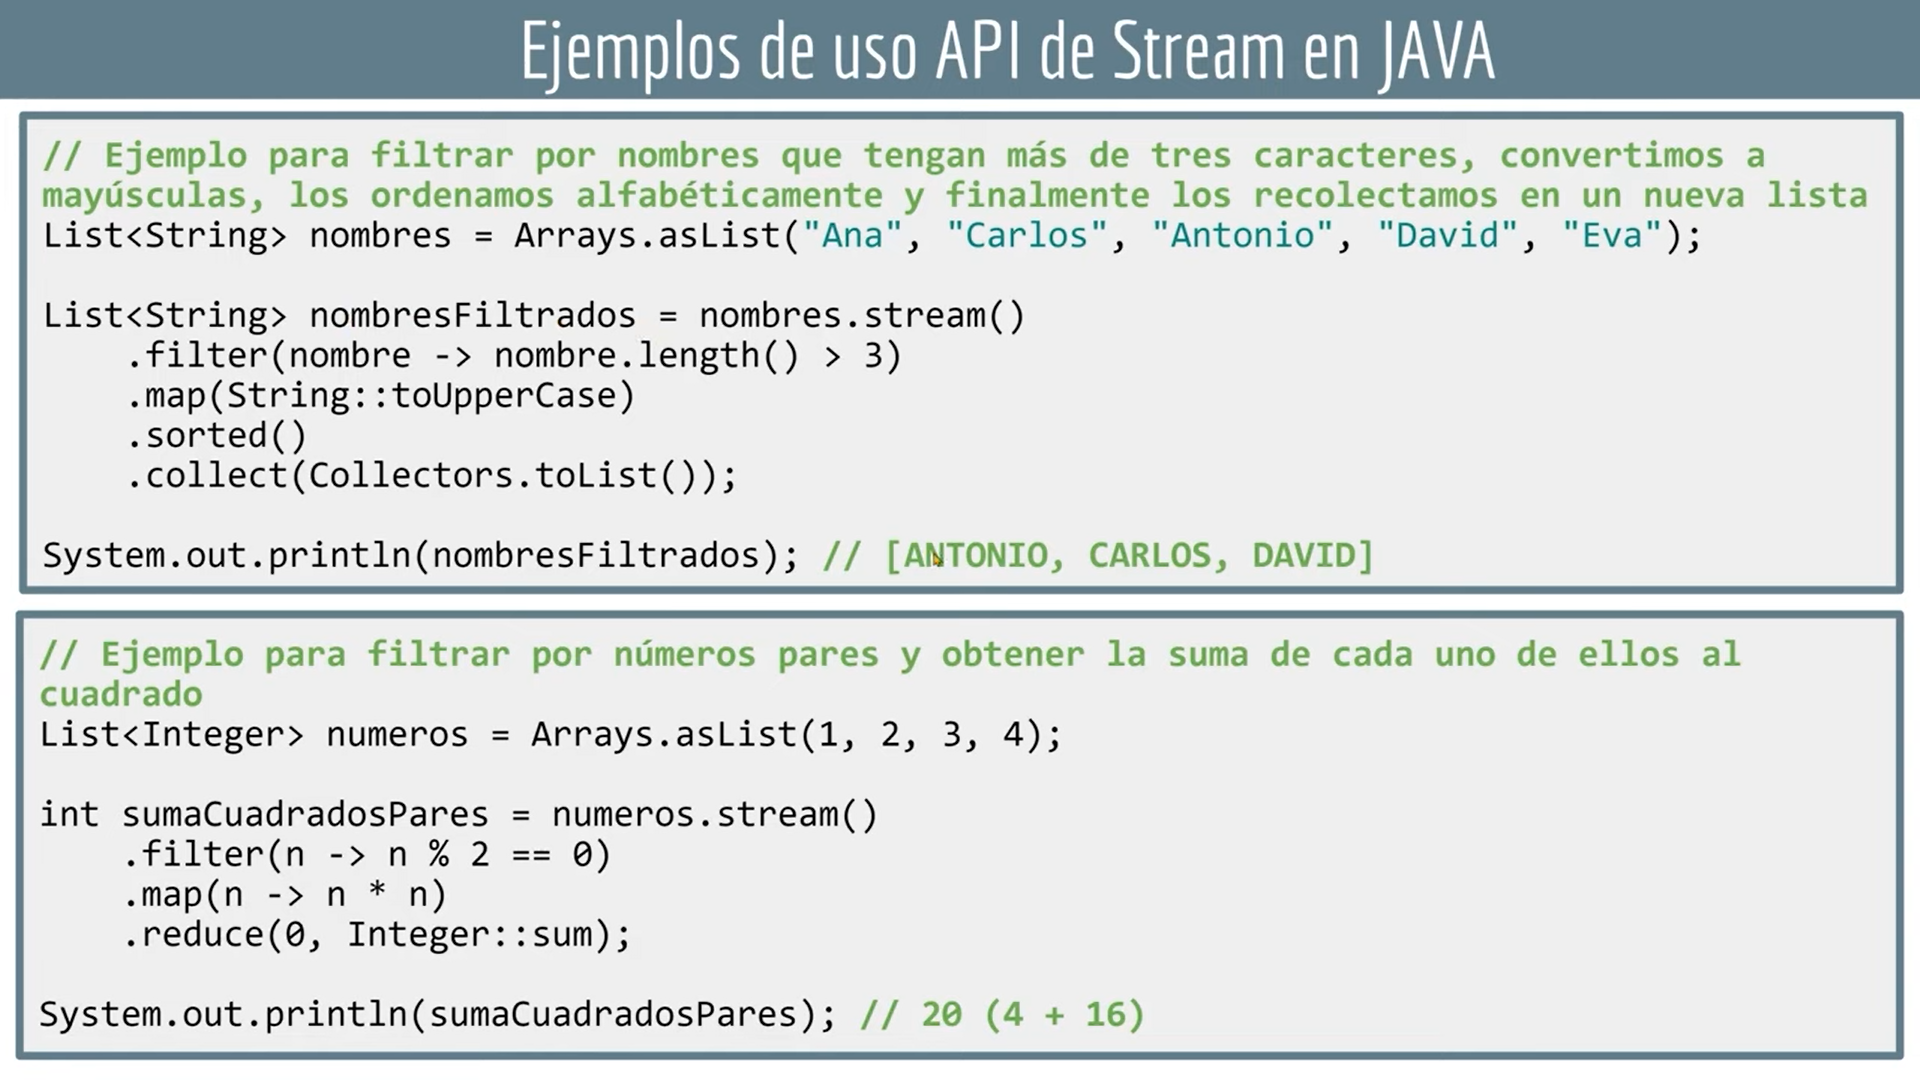 Ejemplos de uso API de Stream en JAVA
// Ejemplo para filtrar por nombres que tengan más de tres caracteres, convertimos a
mayúsculas, los ordenamos alfabéticamente y finalmente los recolectamos en un nueva lista
List<String> nombres = Arrays.asList("Ana", "Carlos", "Antonio", "David", "Eva");
List<String> nombresFiltrados = nombres.stream()
    .filter(nombre -> nombre.length() > 3)
    .map(String::toUpperCase)
    .sorted()
    .collect(Collectors.toList());
System.out.println(nombresFiltrados); // [ANTONIO, CARLOS, DAVID]
// Ejemplo para filtrar por números pares y obtener la suma de cada uno de ellos al
cuadrado
List<Integer> numeros = Arrays.asList(1, 2, 3, 4);
int sumaCuadradosPares = numeros.stream()
    .filter(n -> n % 2 == 0)
    .map(n -> n * n)
    .reduce(0, Integer::sum);
System.out.println(sumaCuadradosPares); // 20 (4 + 16)